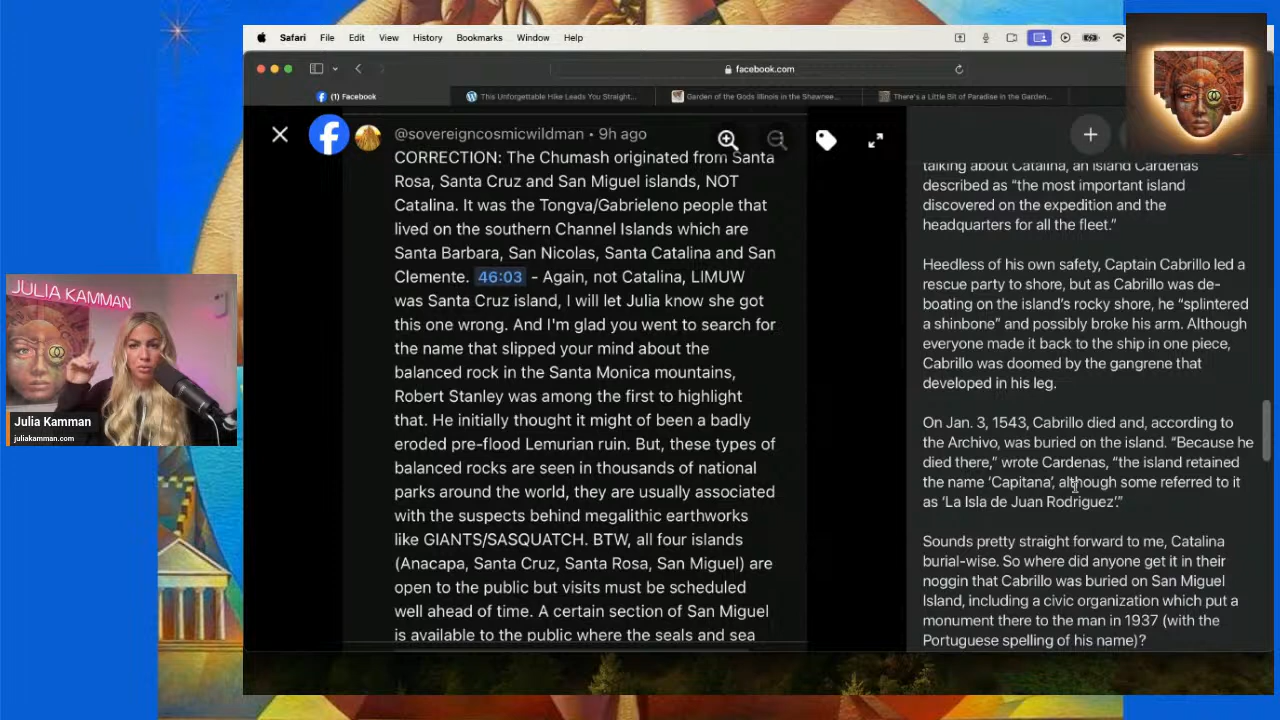 Safari File Edit View History Bookmarks Window Help
facebook.com
(1) Facebook
This Unforgettable Hike Leads You Straight...
Garden of the Gods Illinois in the Shawnee...
There's a Little Bit of Paradise in the Garden...
@sovereigncosmicwildman • 9h ago
CORRECTION: The Chumash originated from Santa
Rosa, Santa Cruz and San Miguel islands, NOT
Catalina. It was the Tongva/Gabrieleno people that
lived on the southern Channel Islands which are
Santa Barbara, San Nicolas, Santa Catalina and San
Clemente. 46:03 - Again, not Catalina, LIMUW
was Santa Cruz island, I will let Julia know she got
this one wrong. And I'm glad you went to search for
the name that slipped your mind about the
balanced rock in the Santa Monica mountains,
Robert Stanley was among the first to highlight
that. He initially thought it might of been a badly
eroded pre-flood Lemurian ruin. But, these types of
balanced rocks are seen in thousands of national
parks around the world, they are usually associated
with the suspects behind megalithic earthworks
like GIANTS/SASQUATCH. BTW, all four islands
(Anacapa, Santa Cruz, Santa Rosa, San Miguel) are
open to the public but visits must be scheduled
well ahead of time. A certain section of San Miguel
is available to the public where the seals and sea
talking about Catalina, an island Cardenas
described as “the most important island
discovered on the expedition and the
headquarters for all the fleet.”
Heedless of his own safety, Captain Cabrillo led a
rescue party to shore, but as Cabrillo was de-
boating on the island's rocky shore, he “splintered
a shinbone” and possibly broke his arm. Although
everyone made it back to the ship in one piece,
Cabrillo was doomed by the gangrene that
developed in his leg.
On Jan. 3, 1543, Cabrillo died and, according to
the Archivo, was buried on the island. “Because he
died there,” wrote Cardenas, “the island retained
the name ‘Capitana’, although some referred to it
as ‘La Isla de Juan Rodriguez’.”
Sounds pretty straight forward to me, Catalina
burial-wise. So where did anyone get it in their
noggin that Cabrillo was buried on San Miguel
Island, including a civic organization which put a
monument there to the man in 1937 (with the
Portuguese spelling of his name)?
JULIA KAMMAN
Julia Kamman
juliakamman.com